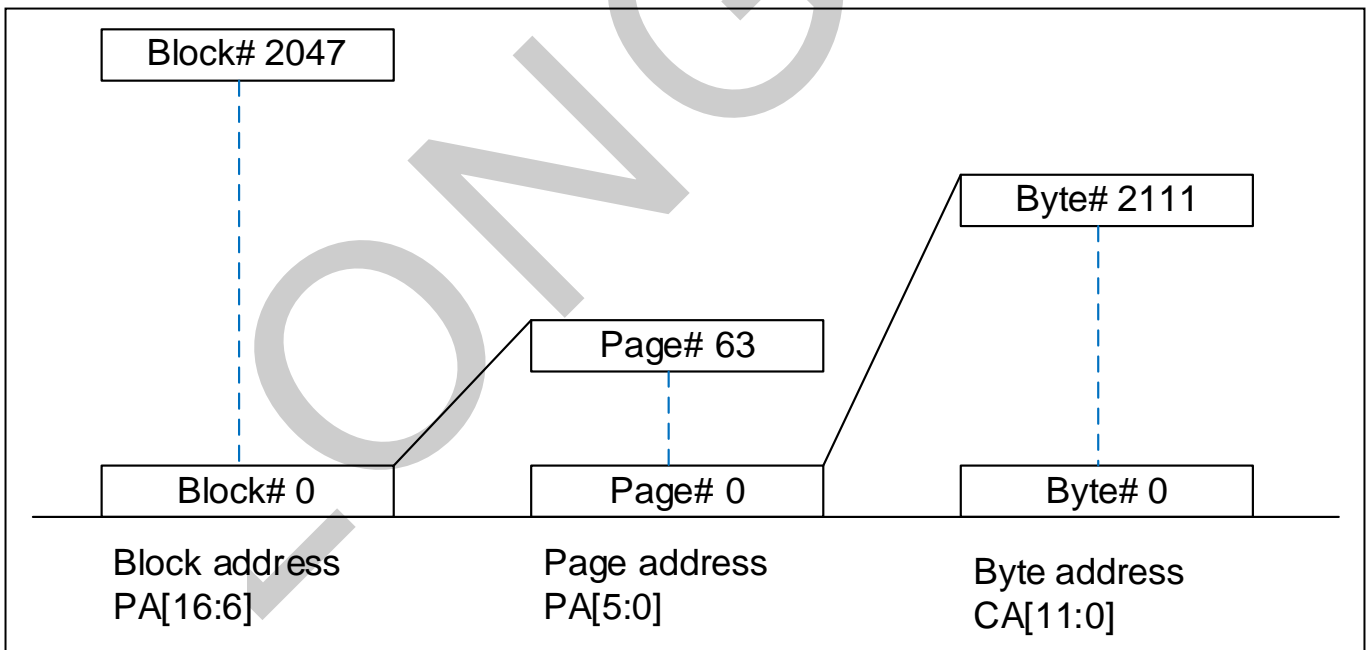 Block# 2047
Byte# 2111
Page# 63
Block# 0
Page# 0
Byte# 0
Block address
PA[16:6]
Page address
PA[5:0]
Byte address
CA[11:0]